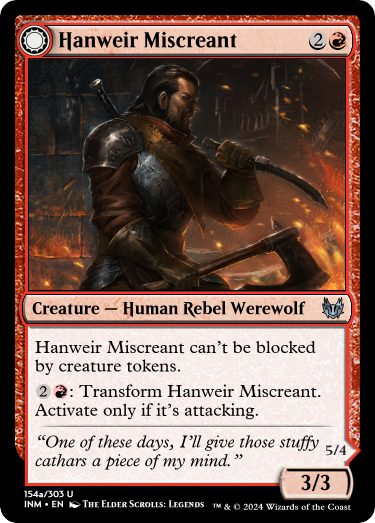 Hanweir Miscreant 2
Creature — Human Rebel Werewolf
Hanweir Miscreant can't be blocked
by creature tokens.
2 : Transform Hanweir Miscreant.
Activate only if it's attacking.
“One of these days, I'll give those stuffy
cathars a piece of my mind.”
5/4
3/3
154a/303 U
INM • EN The Elder Scrolls: Legends ™ & © 2024 Wizards of the Coast